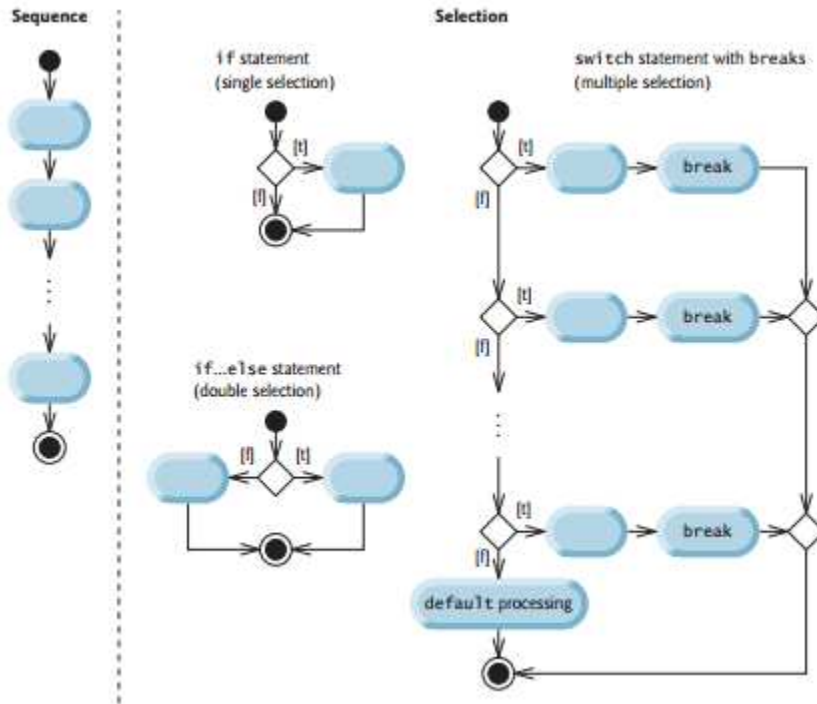 Sequence
Selection
if statement
(single selection)
[t]
[f]
if...else statement
(double selection)
[f]
[t]
switch statement with breaks
(multiple selection)
[t]
break
[f]
[t]
break
[f]
[t]
break
[f]
default processing